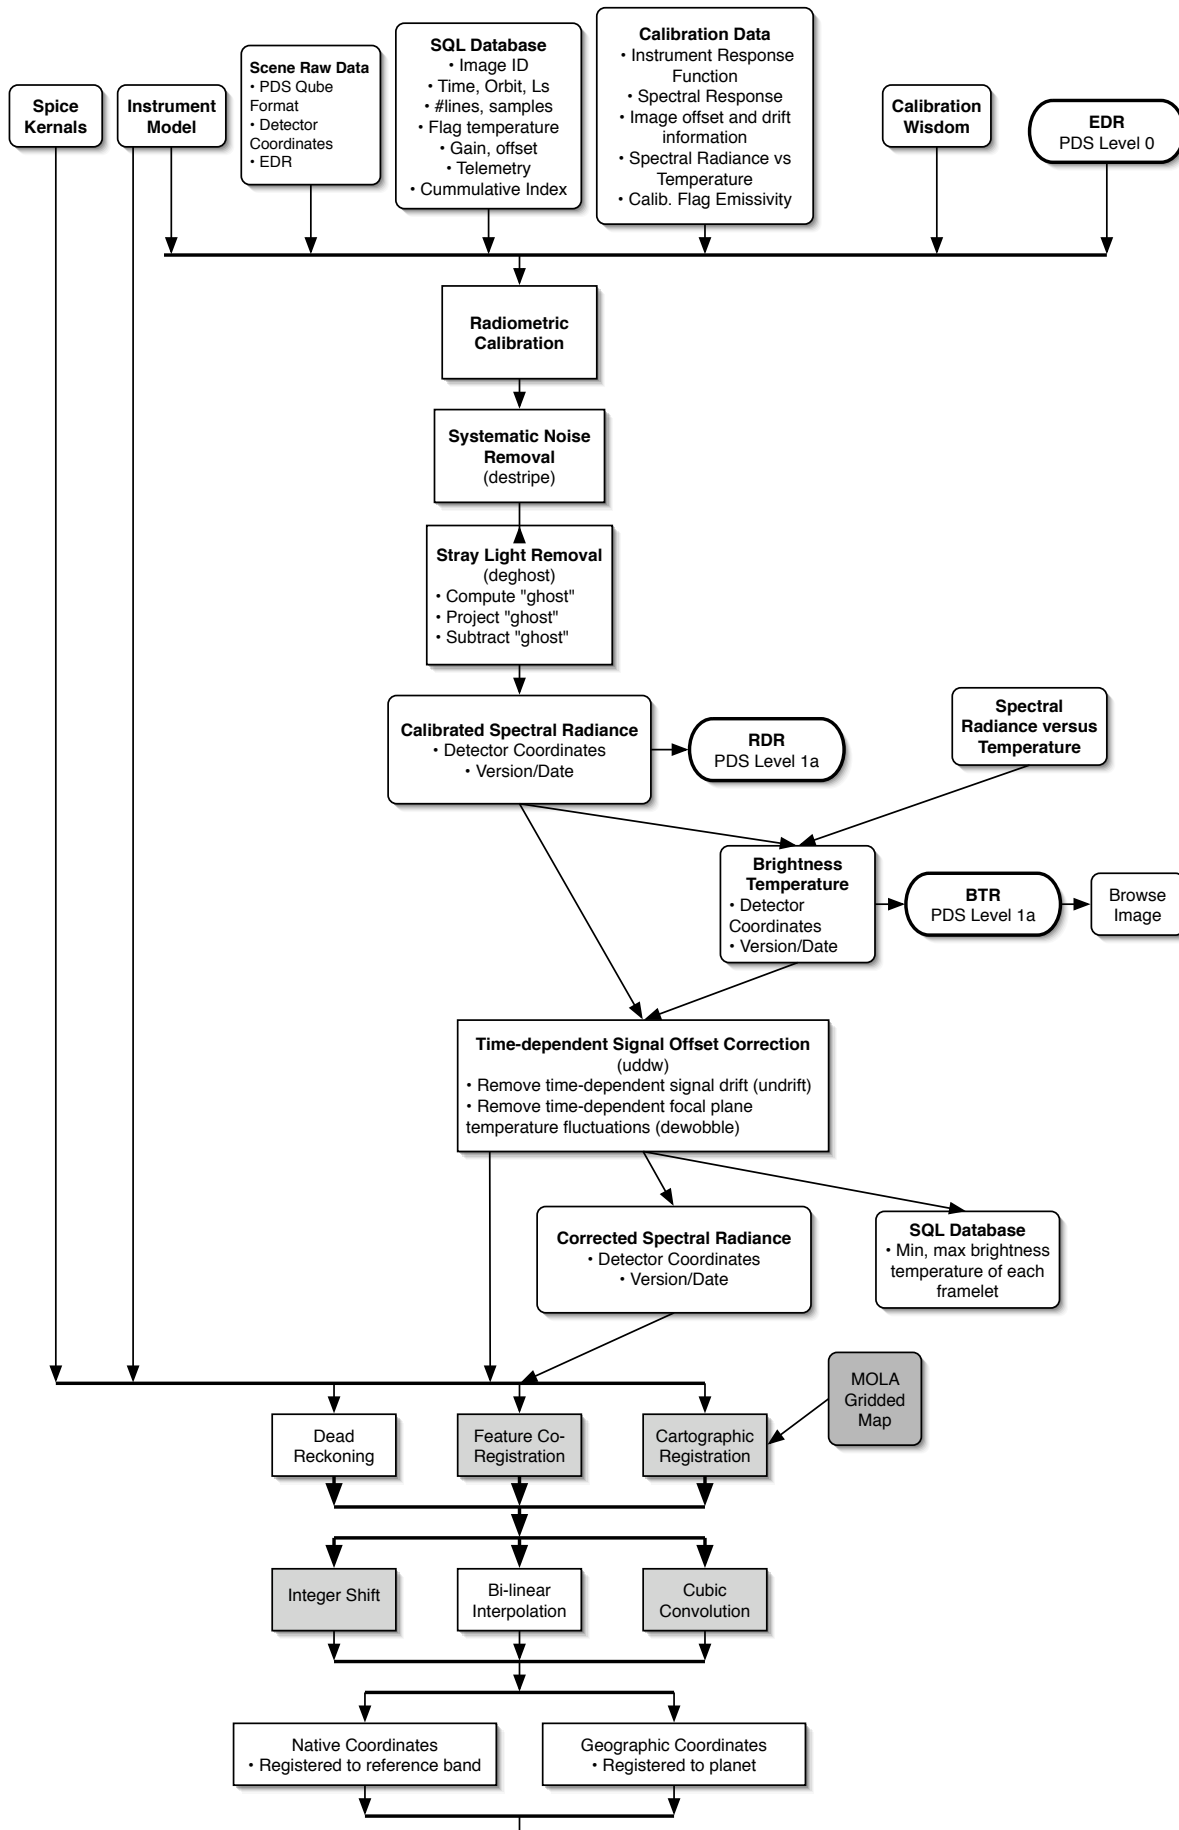 Spice
Kernals
Instrument
Model
Scene Raw Data
• PDS Qube
Format
• Detector
Coordinates
• EDR
SQL Database
• Image ID
• Time, Orbit, Ls
• #lines, samples
• Flag temperature
• Gain, offset
• Telemetry
• Cummulative Index
Calibration Data
• Instrument Response
Function
• Spectral Response
• Image offset and drift
information
• Spectral Radiance vs
Temperature
• Calib. Flag Emissivity
Calibration
Wisdom
EDR
PDS Level 0
Radiometric
Calibration
Systematic Noise
Removal
(destripe)
Stray Light Removal
(deghost)
• Compute "ghost"
• Project "ghost"
• Subtract "ghost"
Calibrated Spectral Radiance
• Detector Coordinates
• Version/Date
RDR
PDS Level 1a
Spectral
Radiance versus
Temperature
Brightness
Temperature
• Detector
Coordinates
• Version/Date
BTR
PDS Level 1a
Browse
Image
Time-dependent Signal Offset Correction
(uddw)
• Remove time-dependent signal drift (undrift)
• Remove time-dependent focal plane
temperature fluctuations (dewobble)
Corrected Spectral Radiance
• Detector Coordinates
• Version/Date
SQL Database
• Min, max brightness
temperature of each
framelet
MOLA
Gridded
Map
Dead
Reckoning
Feature Co-
Registration
Cartographic
Registration
Integer Shift
Bi-linear
Interpolation
Cubic
Convolution
Native Coordinates
• Registered to reference band
Geographic Coordinates
• Registered to planet